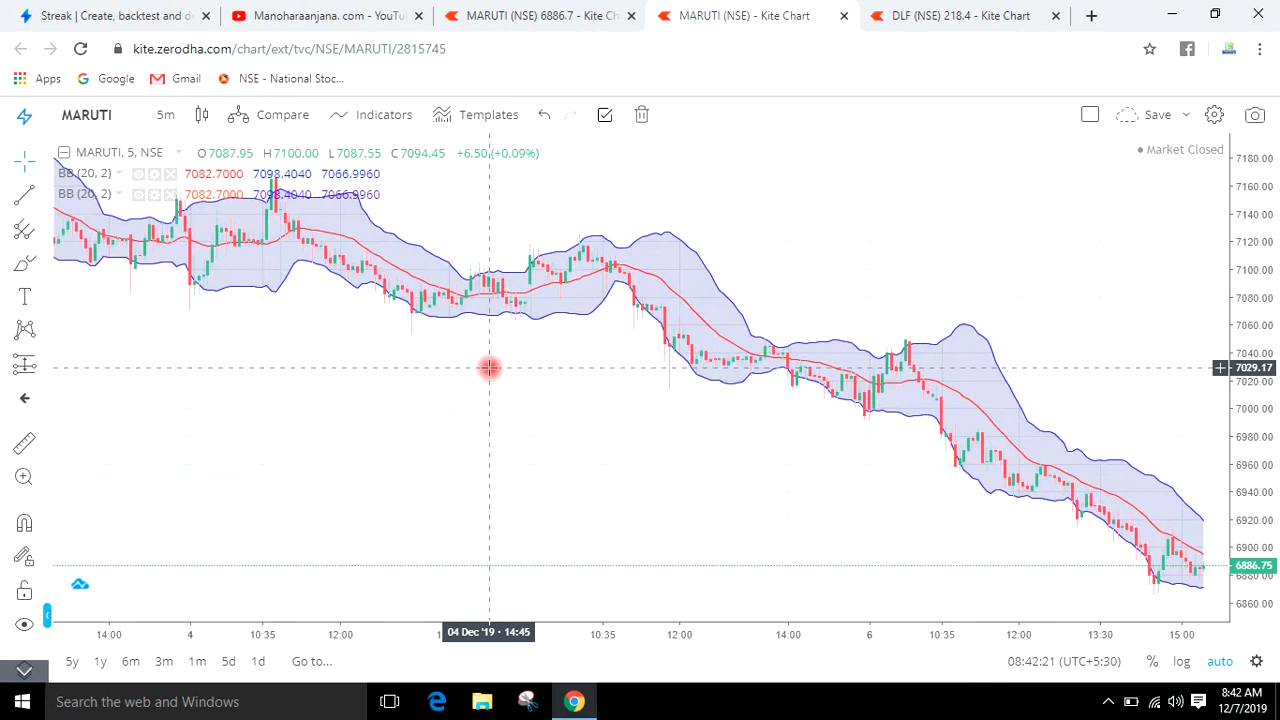 Streak | Create, backtest and de
Manoharaanjana. com - YouTu
MARUTI (NSE) 6886.7 - Kite Ch
MARUTI (NSE) - Kite Chart
DLF (NSE) 218.4 - Kite Chart
kite.zerodha.com/chart/ext/tvc/NSE/MARUTI/2815745
Apps Google Gmail NSE - National Stoc...
MARUTI 5m Compare Indicators Templates Save
MARUTI, 5, NSE O7087.95 H7100.00 L7087.55 C7094.45 +6.50 (+0.09%)
Market Closed
BB (20, 2) 7082.7000 7098.4040 7066.9960
BB (20, 2) 7082.7000 7098.4040 7066.9960
7180.00
7160.00
7140.00
7120.00
7100.00
7080.00
7060.00
7040.00
7029.17
7020.00
7000.00
6980.00
6960.00
6940.00
6920.00
6900.00
6886.75
6880.00
6860.00
14:00 4 10:35 12:00 04 Dec '19 · 14:45 10:35 12:00 14:00 6 10:35 12:00 13:30 15:00
5y 1y 6m 3m 1m 5d 1d Go to... 08:42:21 (UTC+5:30) % log auto
Search the web and Windows
8:42 AM
12/7/2019